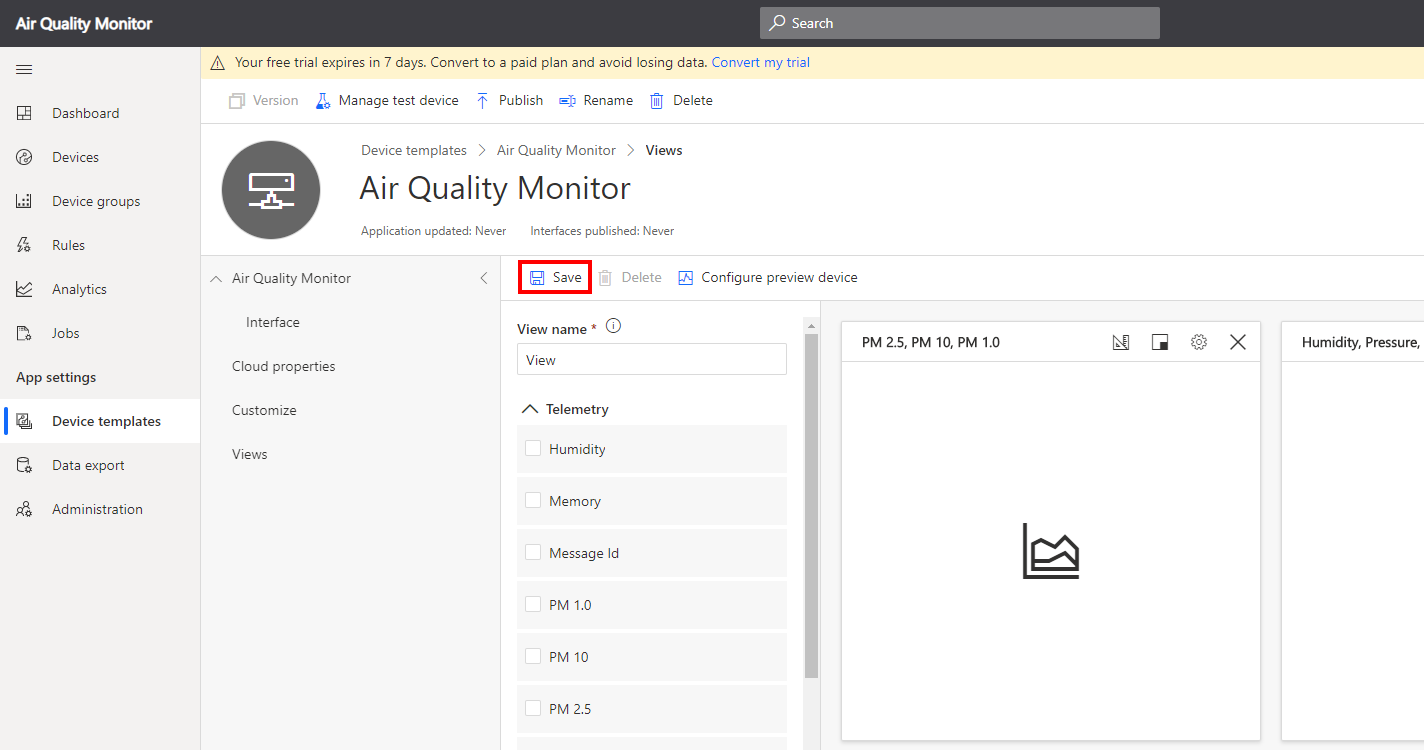 Air Quality Monitor
Search
Your free trial expires in 7 days. Convert to a paid plan and avoid losing data. Convert my trial
Version
Manage test device
Publish
Rename
Delete
Dashboard
Devices
Device groups
Rules
Analytics
Jobs
App settings
Device templates
Data export
Administration
Device templates > Air Quality Monitor > Views
Air Quality Monitor
Application updated: Never
Interfaces published: Never
Air Quality Monitor
Interface
Cloud properties
Customize
Views
Save
Delete
Configure preview device
View name *
View
Telemetry
Humidity
Memory
Message Id
PM 1.0
PM 10
PM 2.5
PM 2.5, PM 10, PM 1.0
Humidity, Pressure,